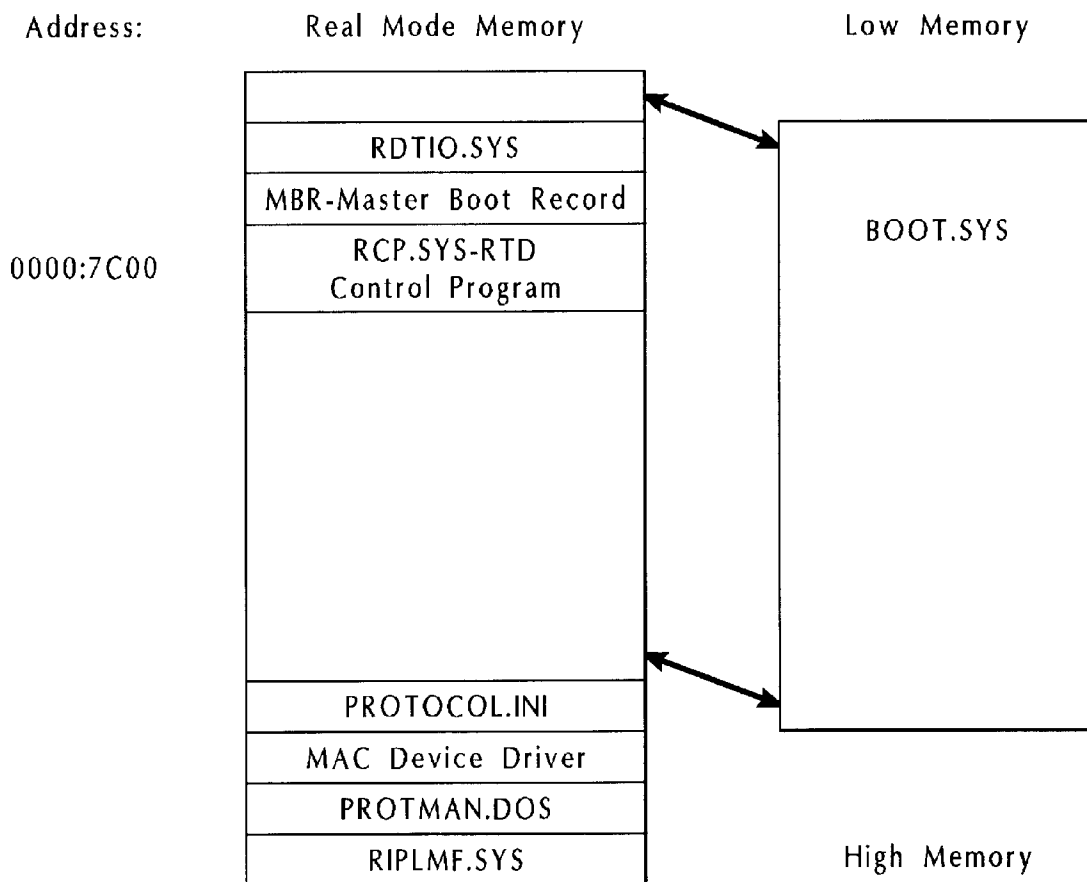 Address: Real Mode Memory Low Memory
RDTIO.SYS
MBR-Master Boot Record
BOOT.SYS
0000:7C00
RCP.SYS-RTD
Control Program
PROTOCOL.INI
MAC Device Driver
PROTMAN.DOS
RIPLMF.SYS
High Memory